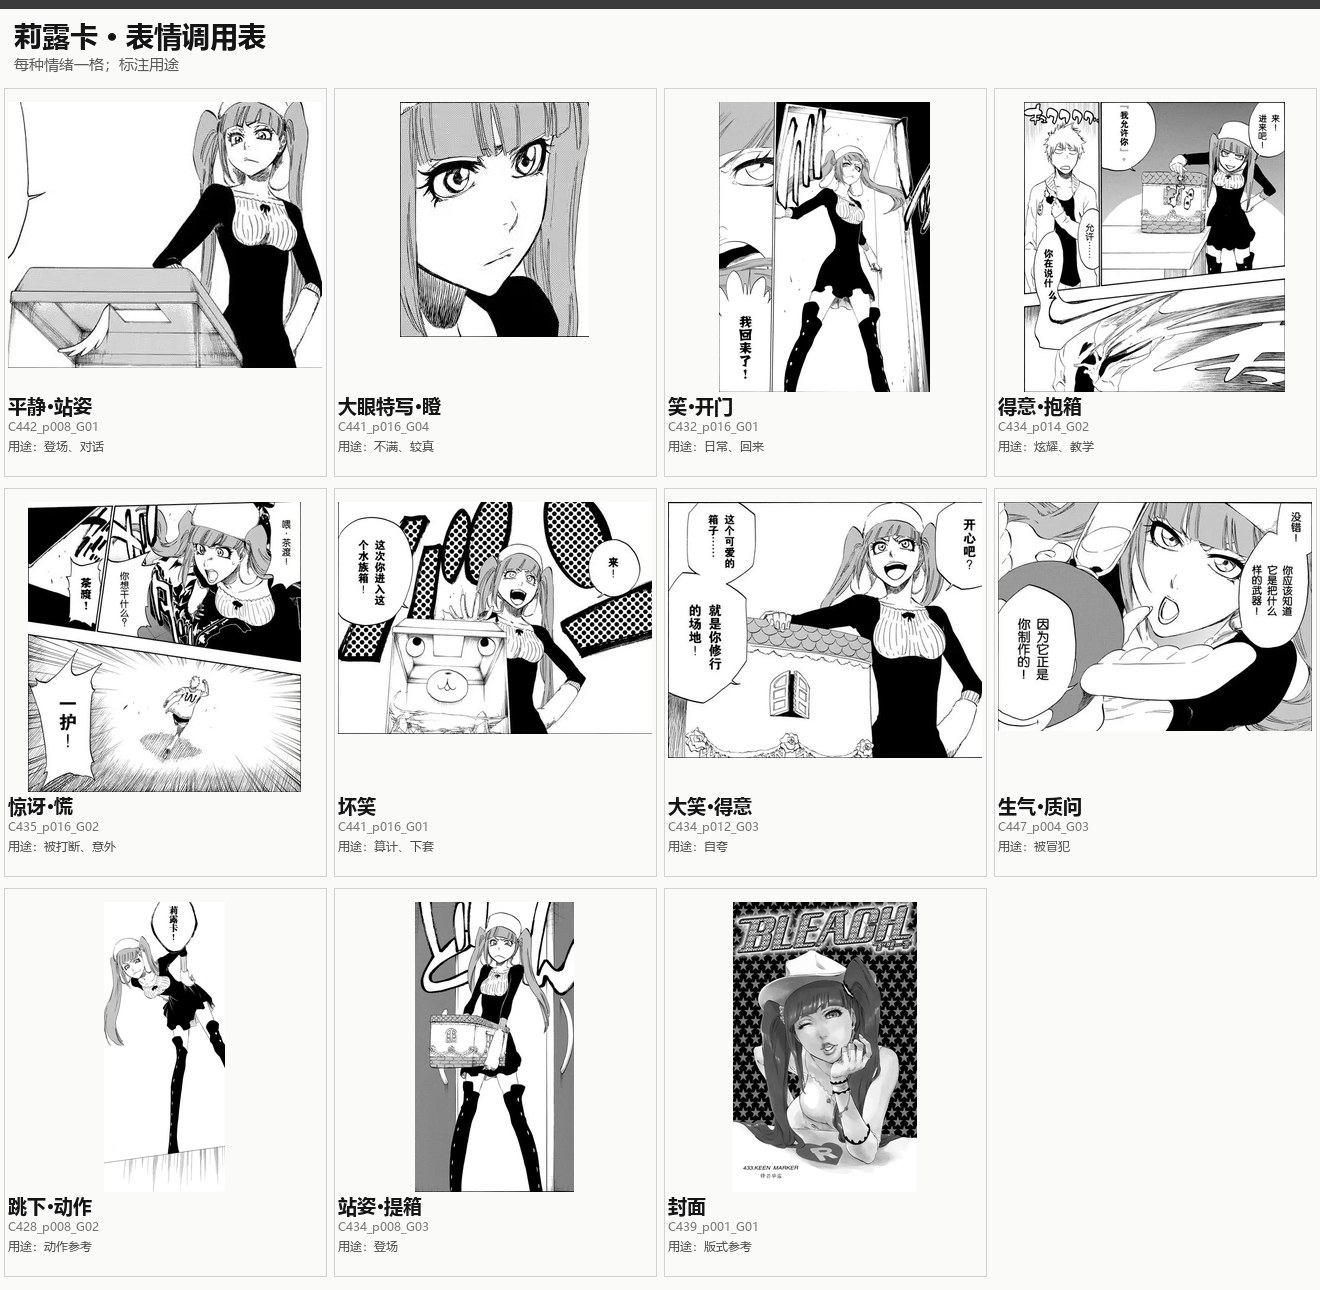 莉露卡·表情调用表
每种情绪一格；标注用途
平静·站姿
C442_p008_G01
用途：登场、对话
大眼特写·瞪
C441_p016_G04
用途：不满、较真
我回来了！
笑·开门
C432_p016_G01
用途：日常、回来
来！
进来吧！
『我允许你』。
允许……
你在说什么
得意·抱箱
C434_p014_G02
用途：炫耀、教学
喂，茶渡！
你想干什么？
茶渡！
一护！
惊讶·慌
C435_p016_G02
用途：被打断、意外
来！
这次你进入这
个水族箱！
坏笑
C441_p016_G01
用途：算计、下套
开心吧？
这个可爱的
箱子……
就是你修行
的场地！
大笑·得意
C434_p012_G03
用途：自夸
没错！
你应该知道
它是把什么
样的武器！
因为它正是
你制作的！
生气·质问
C447_p004_G03
用途：被冒犯
莉露卡！
跳下·动作
C428_p008_G02
用途：动作参考
站姿·提箱
C434_p008_G03
用途：登场
BLEACH
R
433.KEEN MARKER
封面
C439_p001_G01
用途：版式参考